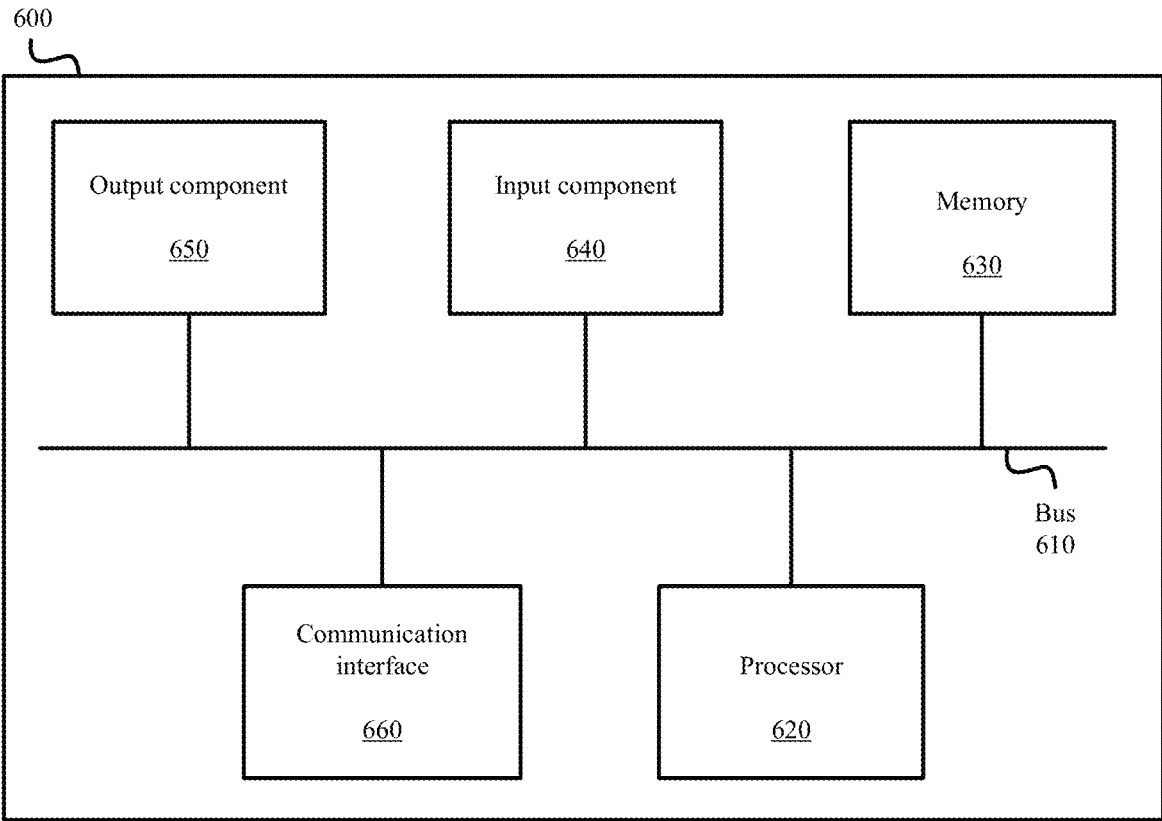 600
Output component
650
Input component
640
Memory
630
Bus
610
Communication
interface
660
Processor
620